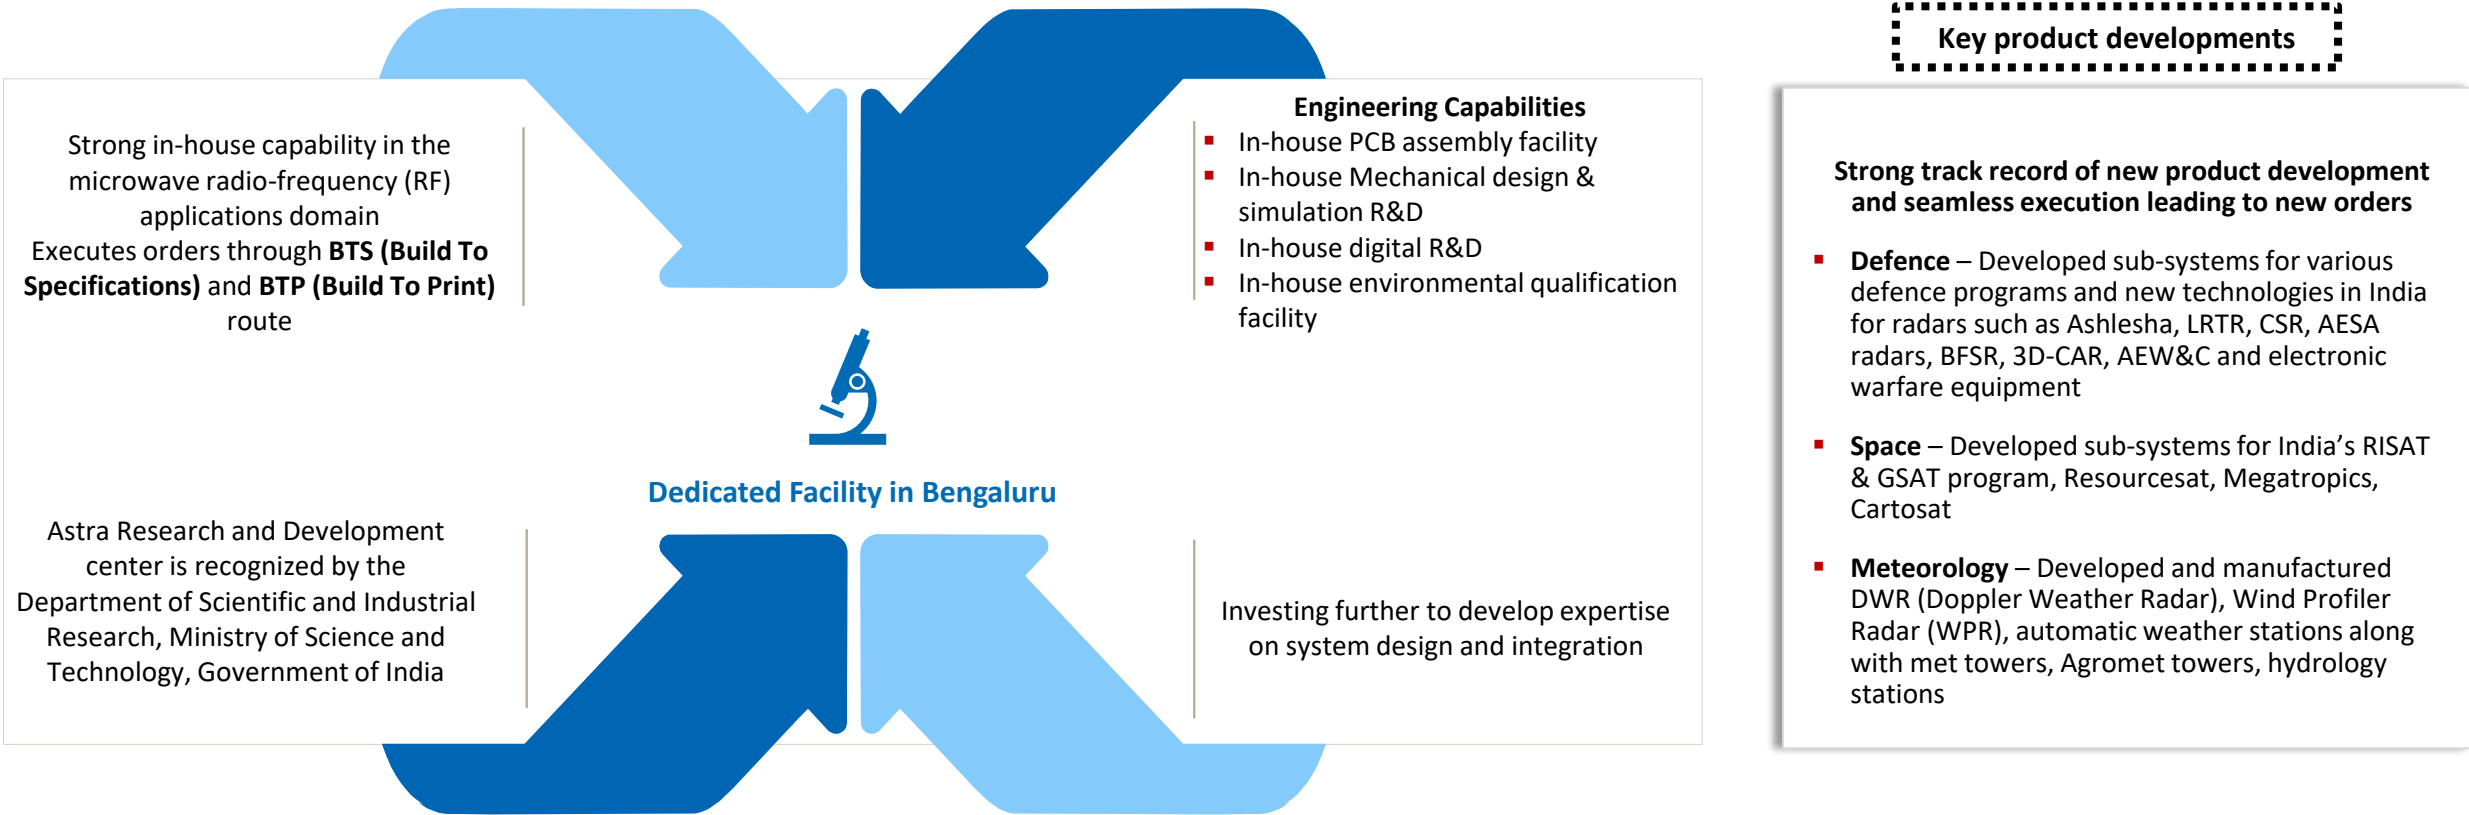 Strong in-house capability in the
microwave radio-frequency (RF)
applications domain
Executes orders through BTS (Build To
Specifications) and BTP (Build To Print)
route
Engineering Capabilities
▪ In-house PCB assembly facility
▪ In-house Mechanical design &
simulation R&D
▪ In-house digital R&D
▪ In-house environmental qualification
facility
Dedicated Facility in Bengaluru
Astra Research and Development
center is recognized by the
Department of Scientific and Industrial
Research, Ministry of Science and
Technology, Government of India
Investing further to develop expertise
on system design and integration
Key product developments
Strong track record of new product development
and seamless execution leading to new orders
▪ Defence – Developed sub-systems for various
defence programs and new technologies in India
for radars such as Ashlesha, LRTR, CSR, AESA
radars, BFSR, 3D-CAR, AEW&C and electronic
warfare equipment
▪ Space – Developed sub-systems for India’s RISAT
& GSAT program, Resourcesat, Megatropics,
Cartosat
▪ Meteorology – Developed and manufactured
DWR (Doppler Weather Radar), Wind Profiler
Radar (WPR), automatic weather stations along
with met towers, Agromet towers, hydrology
stations